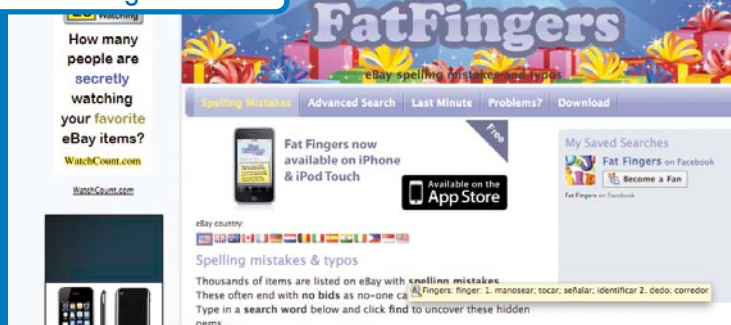 Watching
How many
people are
secretly
watching
your favorite
eBay items?
WatchCount.com
WatchCount.com
FatFingers
eBay spelling mistakes and typos
Spelling Mistakes Advanced Search Last Minute Problems? Download
Fat Fingers now
available on iPhone
& iPod Touch
Free
Available on the
App Store
My Saved Searches
Fat Fingers on Facebook
Become a Fan
Fat Fingers on Facebook
eBay country:
Spelling mistakes & typos
Thousands of items are listed on eBay with spelling mistakes
These often end with no bids as no-one ca
Fingers: finger: 1. manosear; tocar; señalar; identificar 2. dedo; corredor
Type in a search word below and click find to uncover these hidden
gems